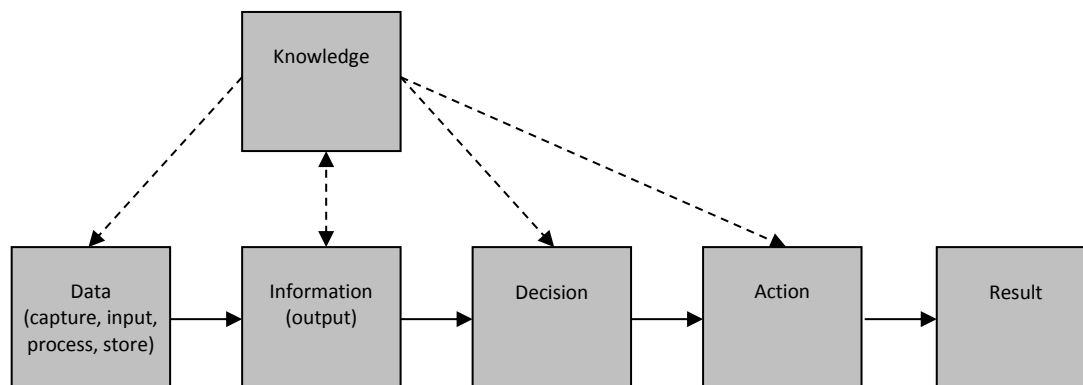 Knowledge
Data
(capture, input,
process, store)
Information
(output)
Decision
Action
Result